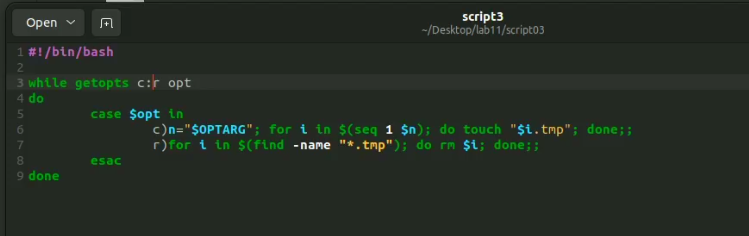 Open
script3
~/Desktop/lab11/script03
1 #!/bin/bash
2
3 while getopts c:r opt
4 do
5 case $opt in
6 c)n="$OPTARG"; for i in $(seq 1 $n); do touch "$i.tmp"; done;;
7 r)for i in $(find -name "*.tmp"); do rm $i; done;;
8 esac
9 done